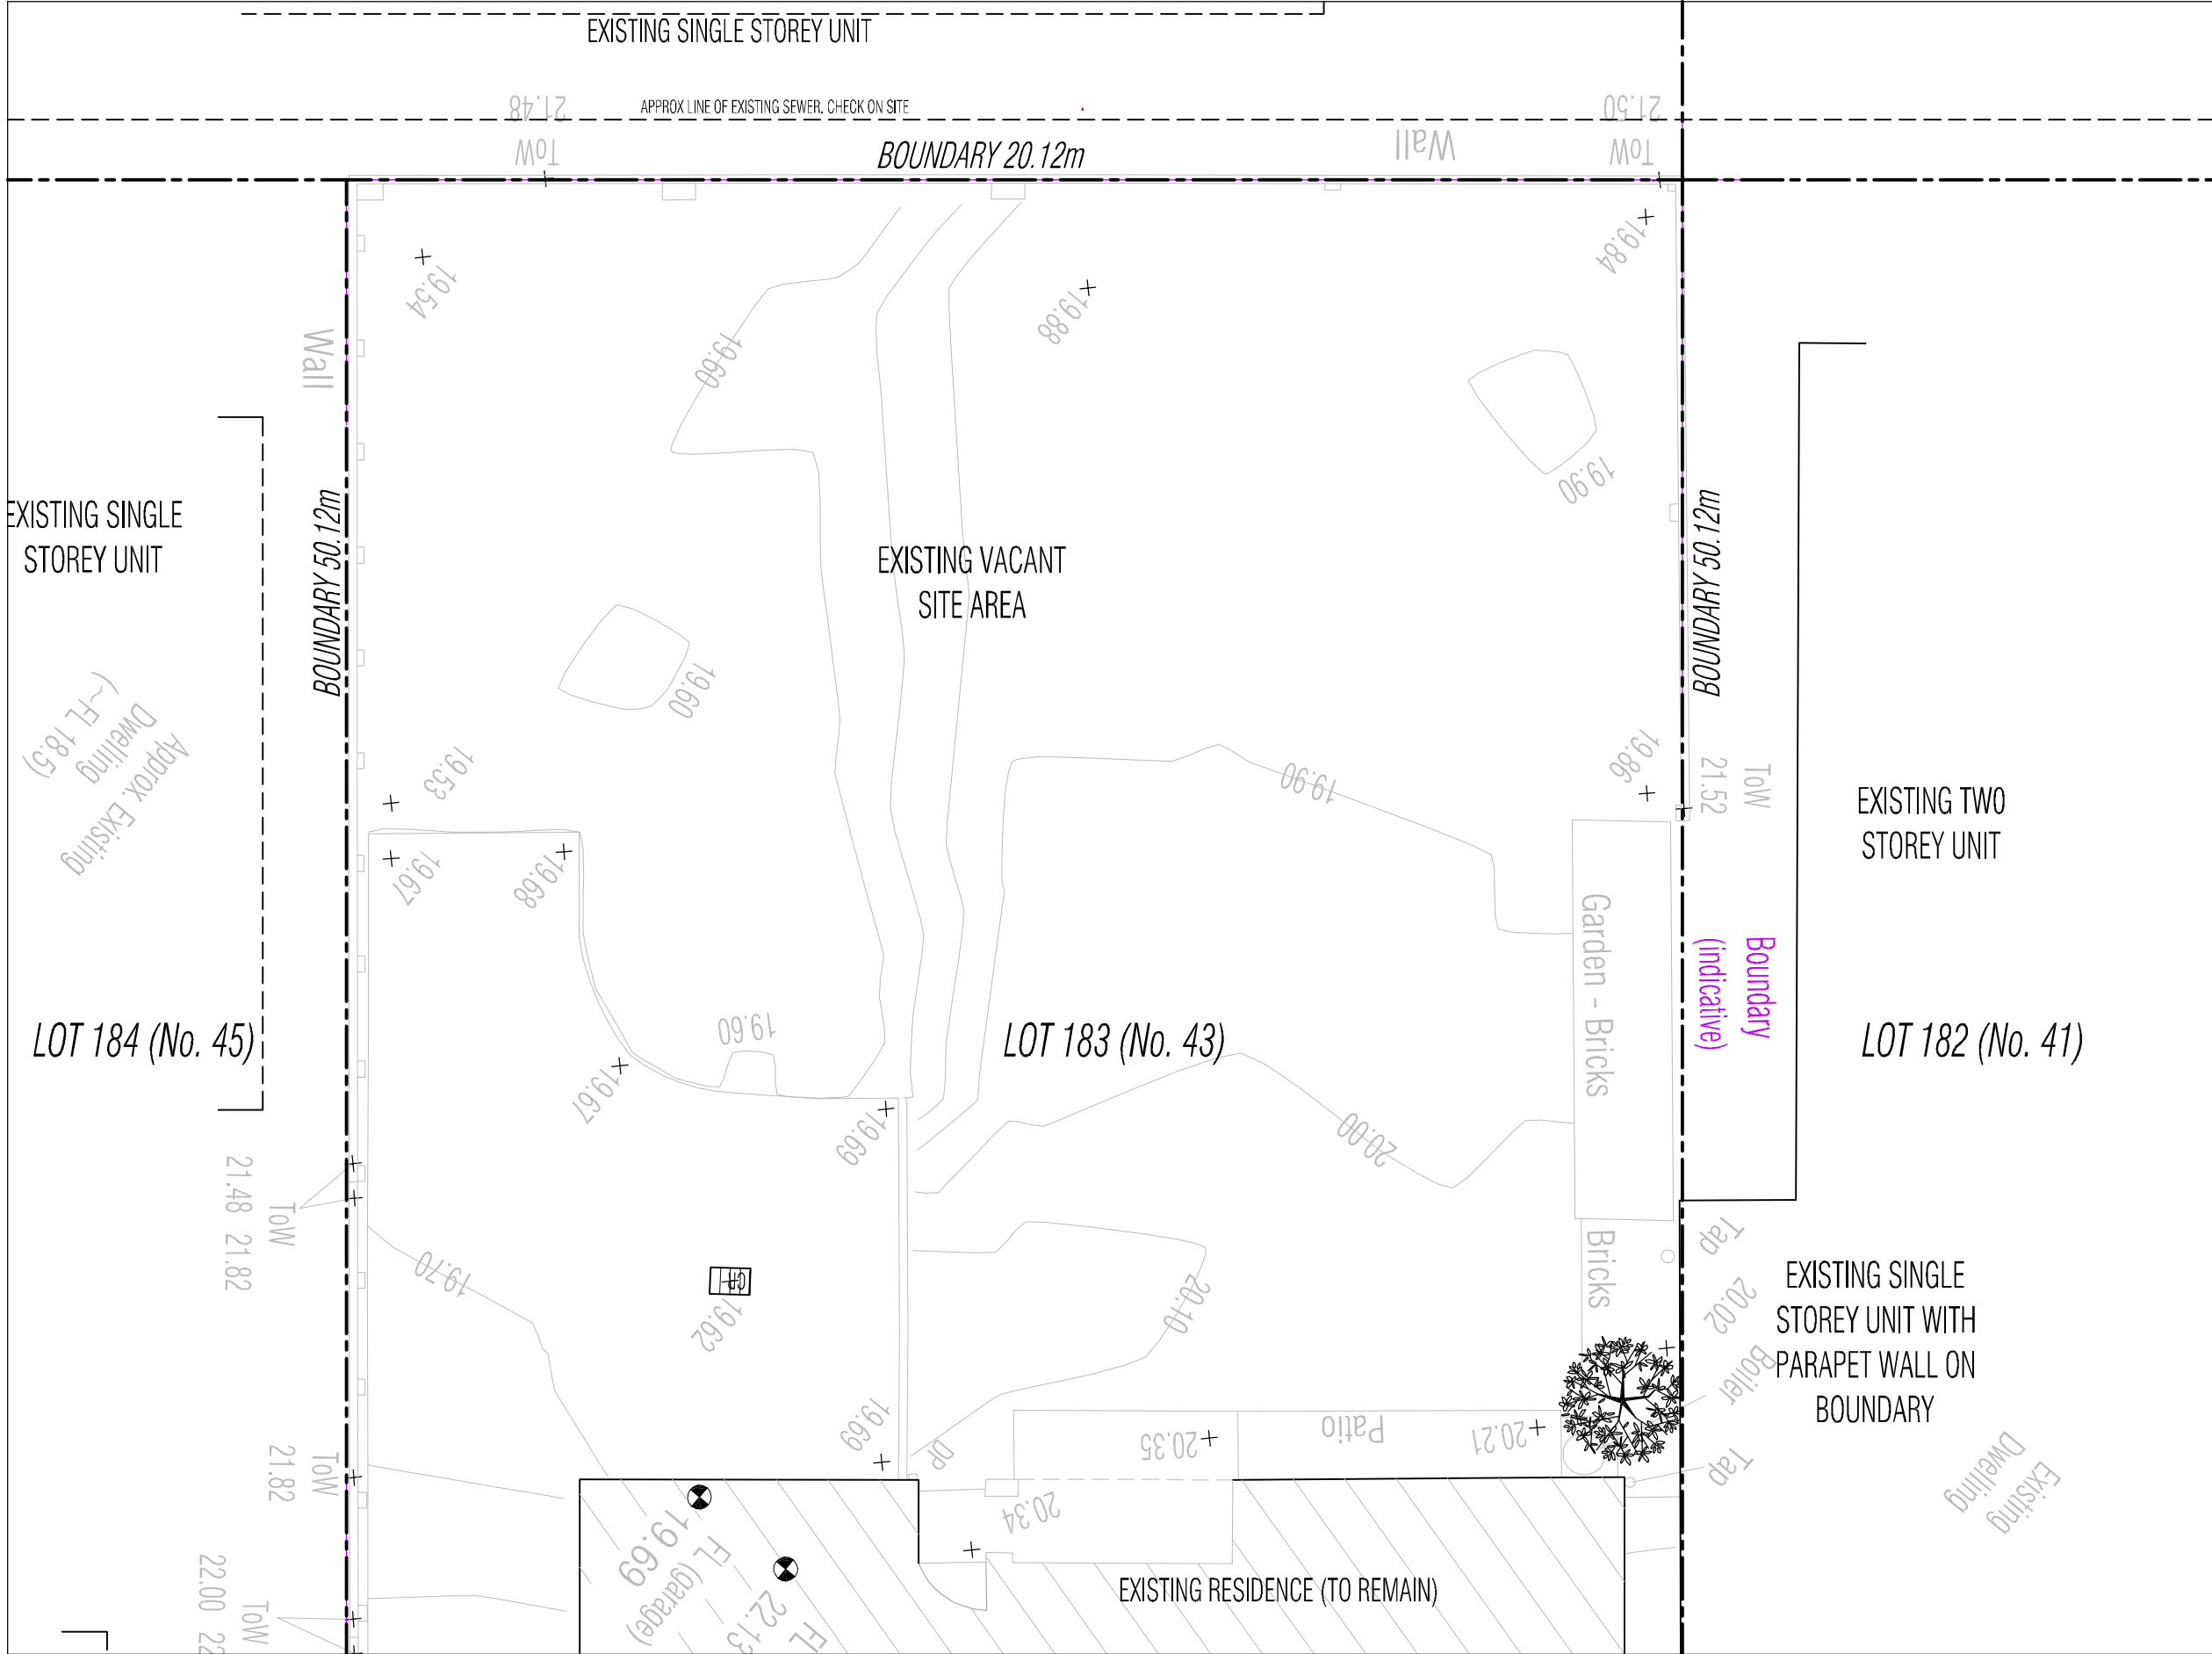 EXISTING SINGLE STOREY UNIT
21.48
APPROX LINE OF EXISTING SEWER. CHECK ON SITE
21.50
ToW
BOUNDARY 20.12m
Wall
ToW
19.54
19.84
19.88
Wall
19.60
19.90
EXISTING SINGLE
STOREY UNIT
BOUNDARY 50.12m
EXISTING VACANT
SITE AREA
BOUNDARY 50.12m
19.60
Approx. Existing
Dwelling
(~FL 18.5)
19.53
19.90
19.86
ToW
21.52
EXISTING TWO
STOREY UNIT
19.67
19.68
Garden - Bricks
Boundary
(indicative)
19.60
LOT 184 (No. 45)
LOT 183 (No. 43)
LOT 182 (No. 41)
19.67
19.69
20.00
ToW
21.48 21.82
Bricks
Tap
19.70
GR
19.62
20.10
20.02
EXISTING SINGLE
STOREY UNIT WITH
PARAPET WALL ON
BOUNDARY
Boiler
19.69
DP
20.35
Patio
20.21
Tap
ToW
21.82
20.34
Existing
Dwelling
FL (garage)
19.69
FL
22.13
EXISTING RESIDENCE (TO REMAIN)
ToW
22.00